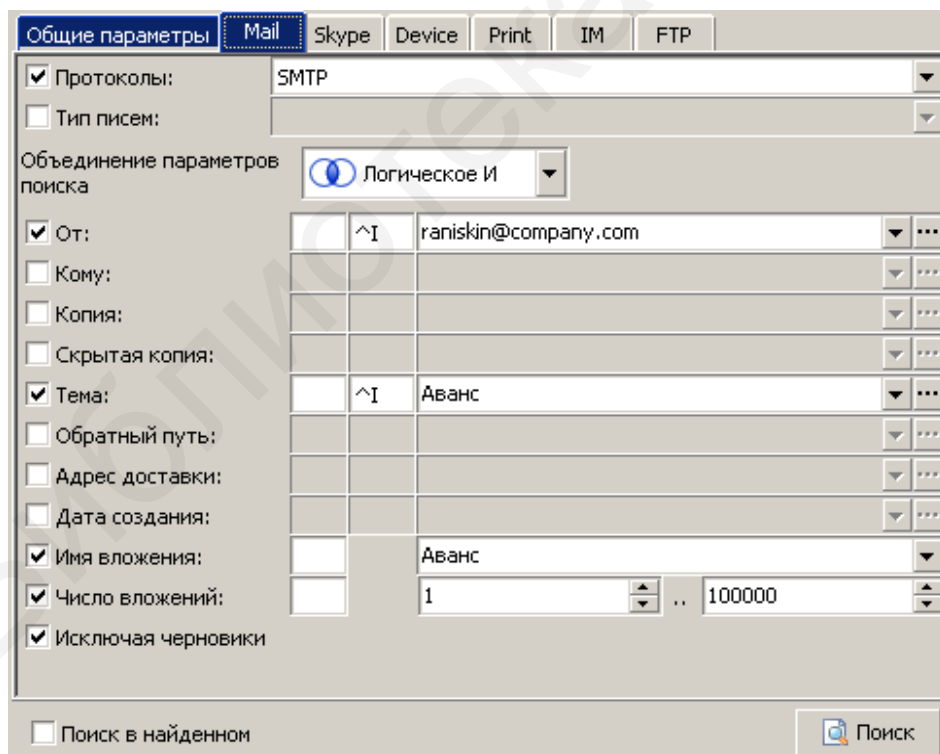 Общие параметры Mail Skype Device Print IM FTP
Протоколы: SMTP
Тип писем:
Объединение параметров поиска Логическое И
От: ^I raniskin@company.com
Кому:
Копия:
Скрытая копия:
Тема: ^I Аванс
Обратный путь:
Адрес доставки:
Дата создания:
Имя вложения: Аванс
Число вложений: 1 .. 100000
Исключая черновики
Поиск в найденном Поиск